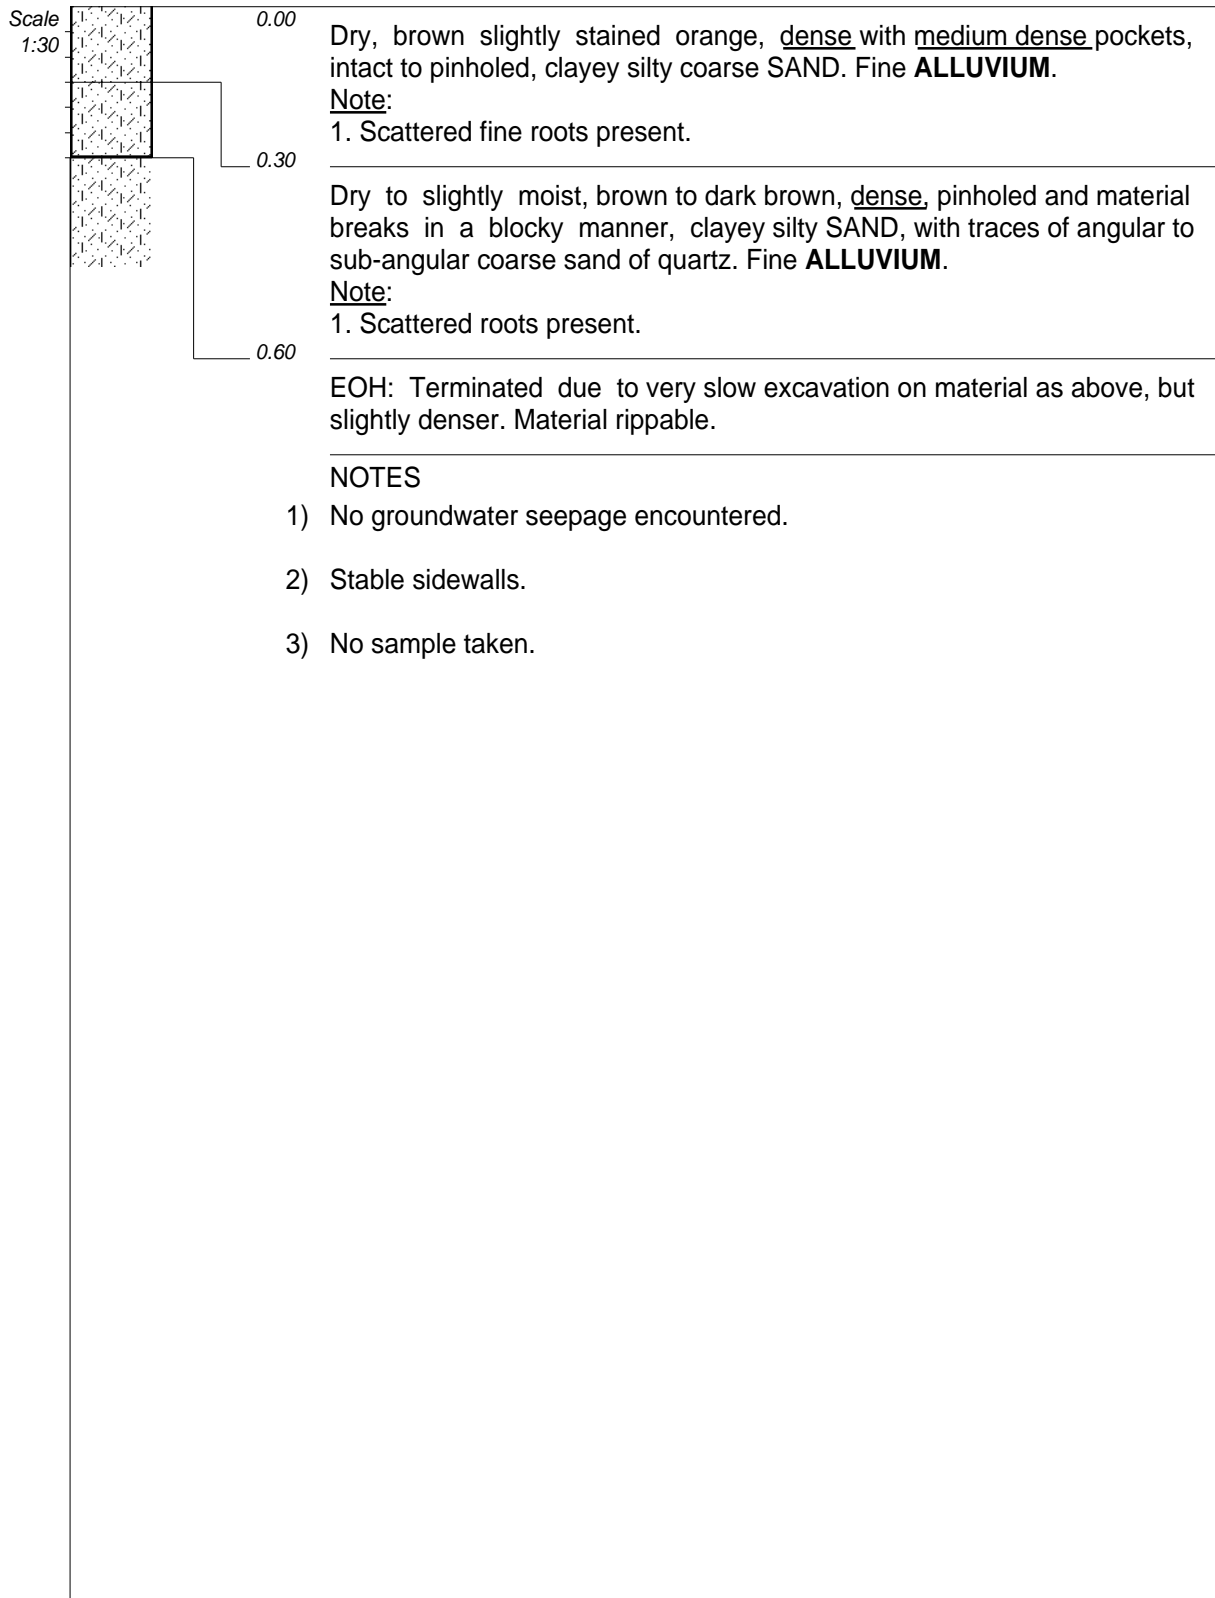 Scale
1:30
0.00
Dry, brown slightly stained orange, dense with medium dense pockets,
intact to pinholed, clayey silty coarse SAND. Fine ALLUVIUM.
Note:
1. Scattered fine roots present.
0.30
Dry to slightly moist, brown to dark brown, dense, pinholed and material
breaks in a blocky manner, clayey silty SAND, with traces of angular to
sub-angular coarse sand of quartz. Fine ALLUVIUM.
Note:
1. Scattered roots present.
0.60
EOH: Terminated due to very slow excavation on material as above, but
slightly denser. Material rippable.
NOTES
1) No groundwater seepage encountered.
2) Stable sidewalls.
3) No sample taken.